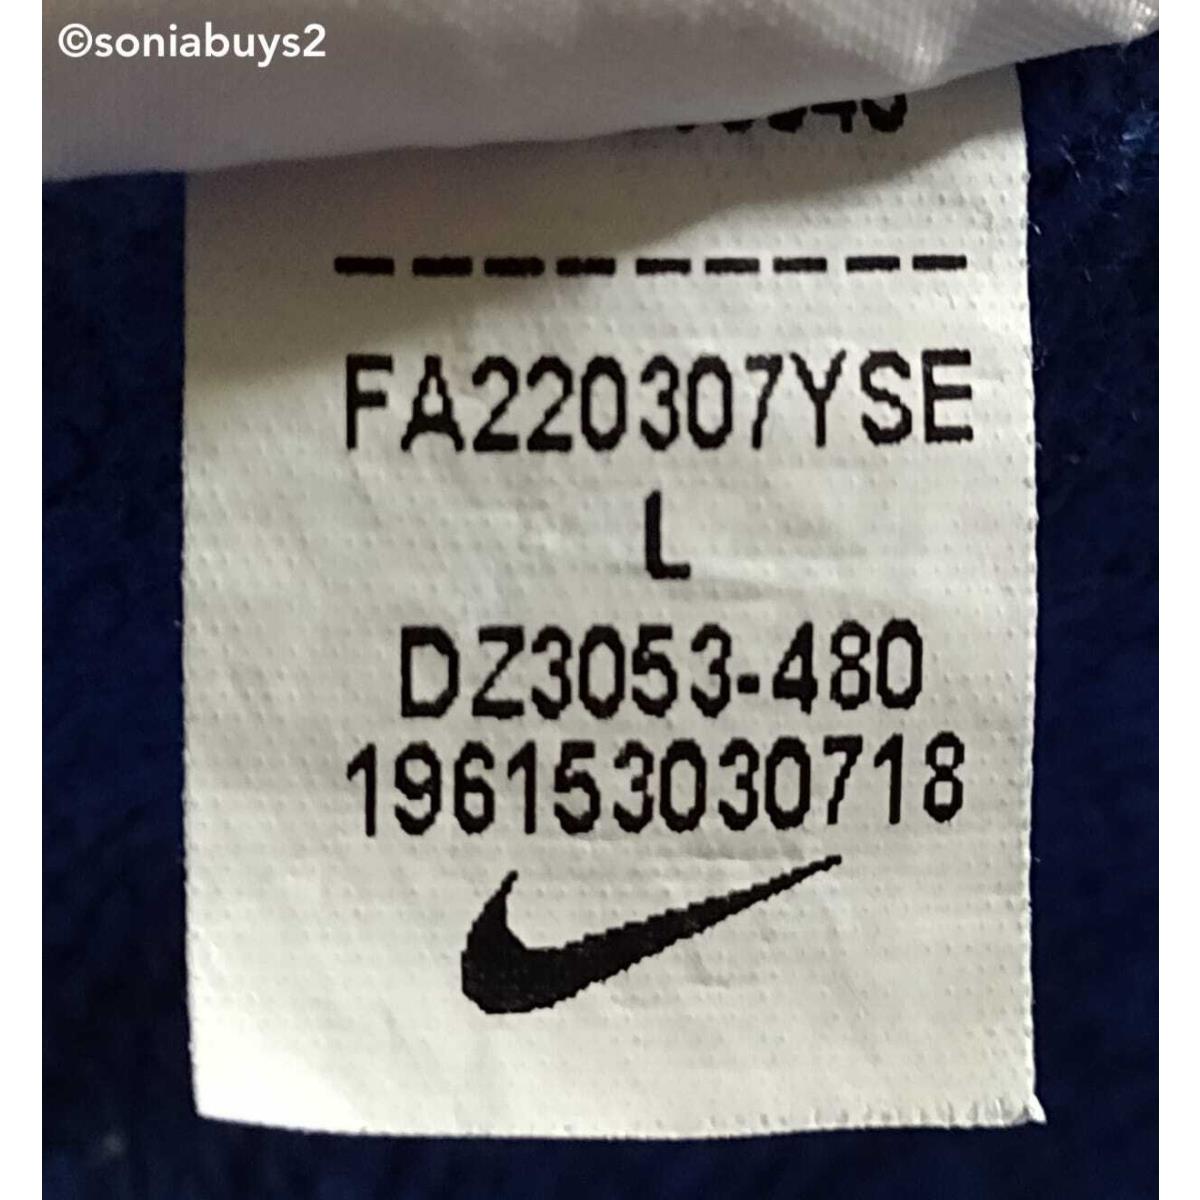 ©soniabuys2
---------
FA220307YSE
L
DZ3053-480
196153030718